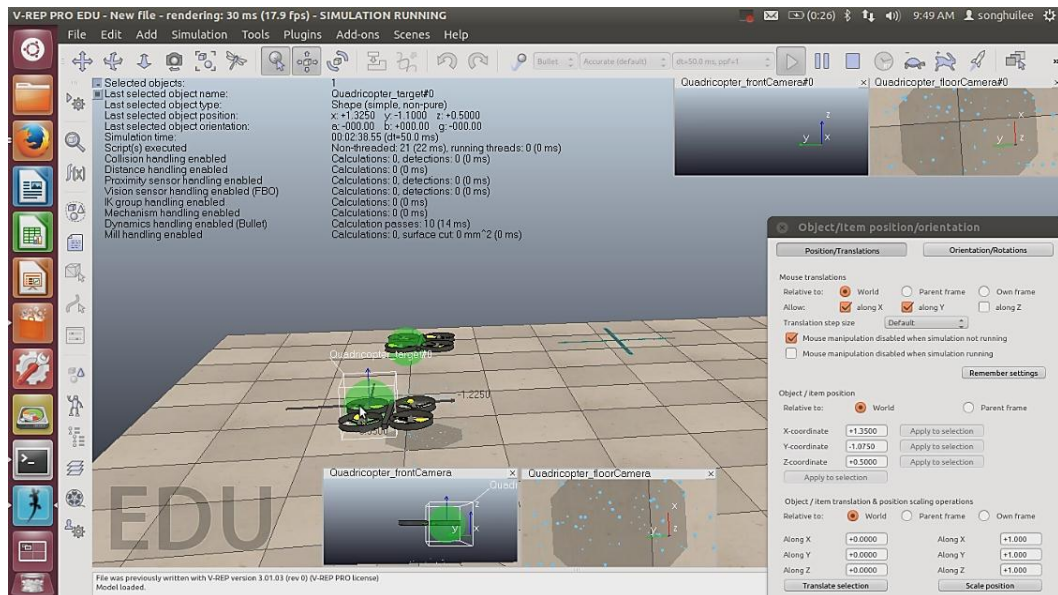 V-REP PRO EDU - New file - rendering: 30 ms (17.9 fps) - SIMULATION RUNNING
(0:26) 9:49 AM songhuilee
File Edit Add Simulation Tools Plugins Add-ons Scenes Help
Bullet Accurate (default) dt=50.0 ms, ppf=1
Selected objects: 1
Last selected object name: Quadricopter_target#0
Last selected object type: Shape (simple, non-pure)
Last selected object position: x: +1.3250 y: -1.1000 z: +0.5000
Last selected object orientation: a: -000.00 b: +000.00 g: -000.00
Simulation time: 00:02:38.55 (dt=50.0 ms)
Script(s) executed Non-threaded: 21 (22 ms), running threads: 0 (0 ms)
Collision handling enabled Calculations: 0, detections: 0 (0 ms)
Distance handling enabled Calculations: 0 (0 ms)
Proximity sensor handling enabled Calculations: 0, detections: 0 (0 ms)
Vision sensor handling enabled (FBO) Calculations: 0, detections: 0 (0 ms)
IK group handling enabled Calculations: 0 (0 ms)
Mechanism handling enabled Calculations: 0 (0 ms)
Dynamics handling enabled (Bullet) Calculation passes: 10 (14 ms)
Mill handling enabled Calculations: 0, surface cut: 0 mm^2 (0 ms)
Quadricopter_frontCamera#0 x
z
y x
Quadricopter_floorCamera#0 x
x
y z
Quadricopter_target#0
-1.2250
Object/Item position/orientation
Position/Translations Orientation/Rotations
Mouse translations
Relative to: World Parent frame Own frame
Allow: along X along Y along Z
Translation step size Default
Mouse manipulation disabled when simulation not running
Mouse manipulation disabled when simulation running
Remember settings
Object / item position
Relative to: World Parent frame
X-coordinate +1.3500 Apply to selection
Y-coordinate -1.0750 Apply to selection
Z-coordinate +0.5000 Apply to selection
Apply to selection
Object / item translation & position scaling operations
Relative to: World Parent frame Own frame
Along X +0.0000 Along X +1.000
Along Y +0.0000 Along Y +1.000
Along Z +0.0000 Along Z +1.000
Translate selection Scale position
Quadricopter_frontCamera x
Quadri
z
y x
Quadricopter_floorCamera x
x
y z
EDU
File was previously written with V-REP version 3.01.03 (rev 0) (V-REP PRO license)
Model loaded.